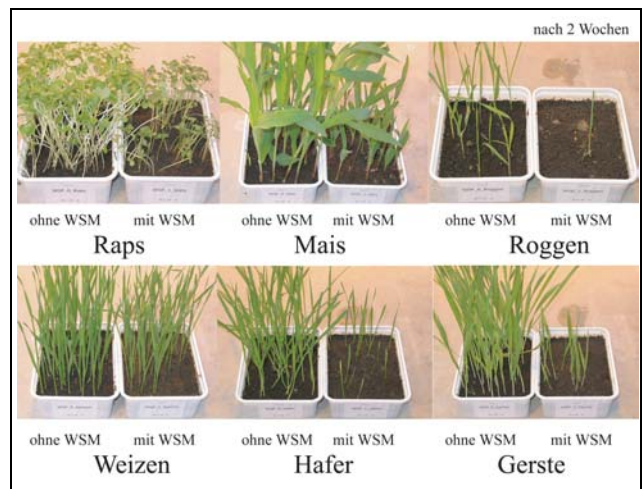 nach 2 Wochen
ohne WSM mit WSM ohne WSM mit WSM ohne WSM mit WSM
Raps Mais Roggen
ohne WSM mit WSM ohne WSM mit WSM ohne WSM mit WSM
Weizen Hafer Gerste